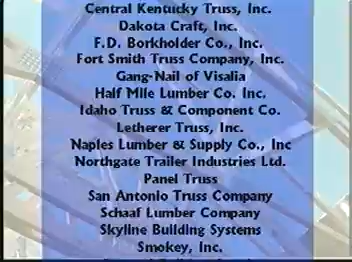 Central Kentucky Truss, Inc.
Dakota Craft, Inc.
F.D. Borkholder Co., Inc.
Fort Smith Truss Company, Inc.
Gang-Nail of Visalia
Half Mile Lumber Co. Inc.
Idaho Truss & Component Co.
Letherer Truss, Inc.
Naples Lumber & Supply Co., Inc
Northgate Trailer Industries Ltd.
Panel Truss
San Antonio Truss Company
Schaaf Lumber Company
Skyline Building Systems
Smokey, Inc.